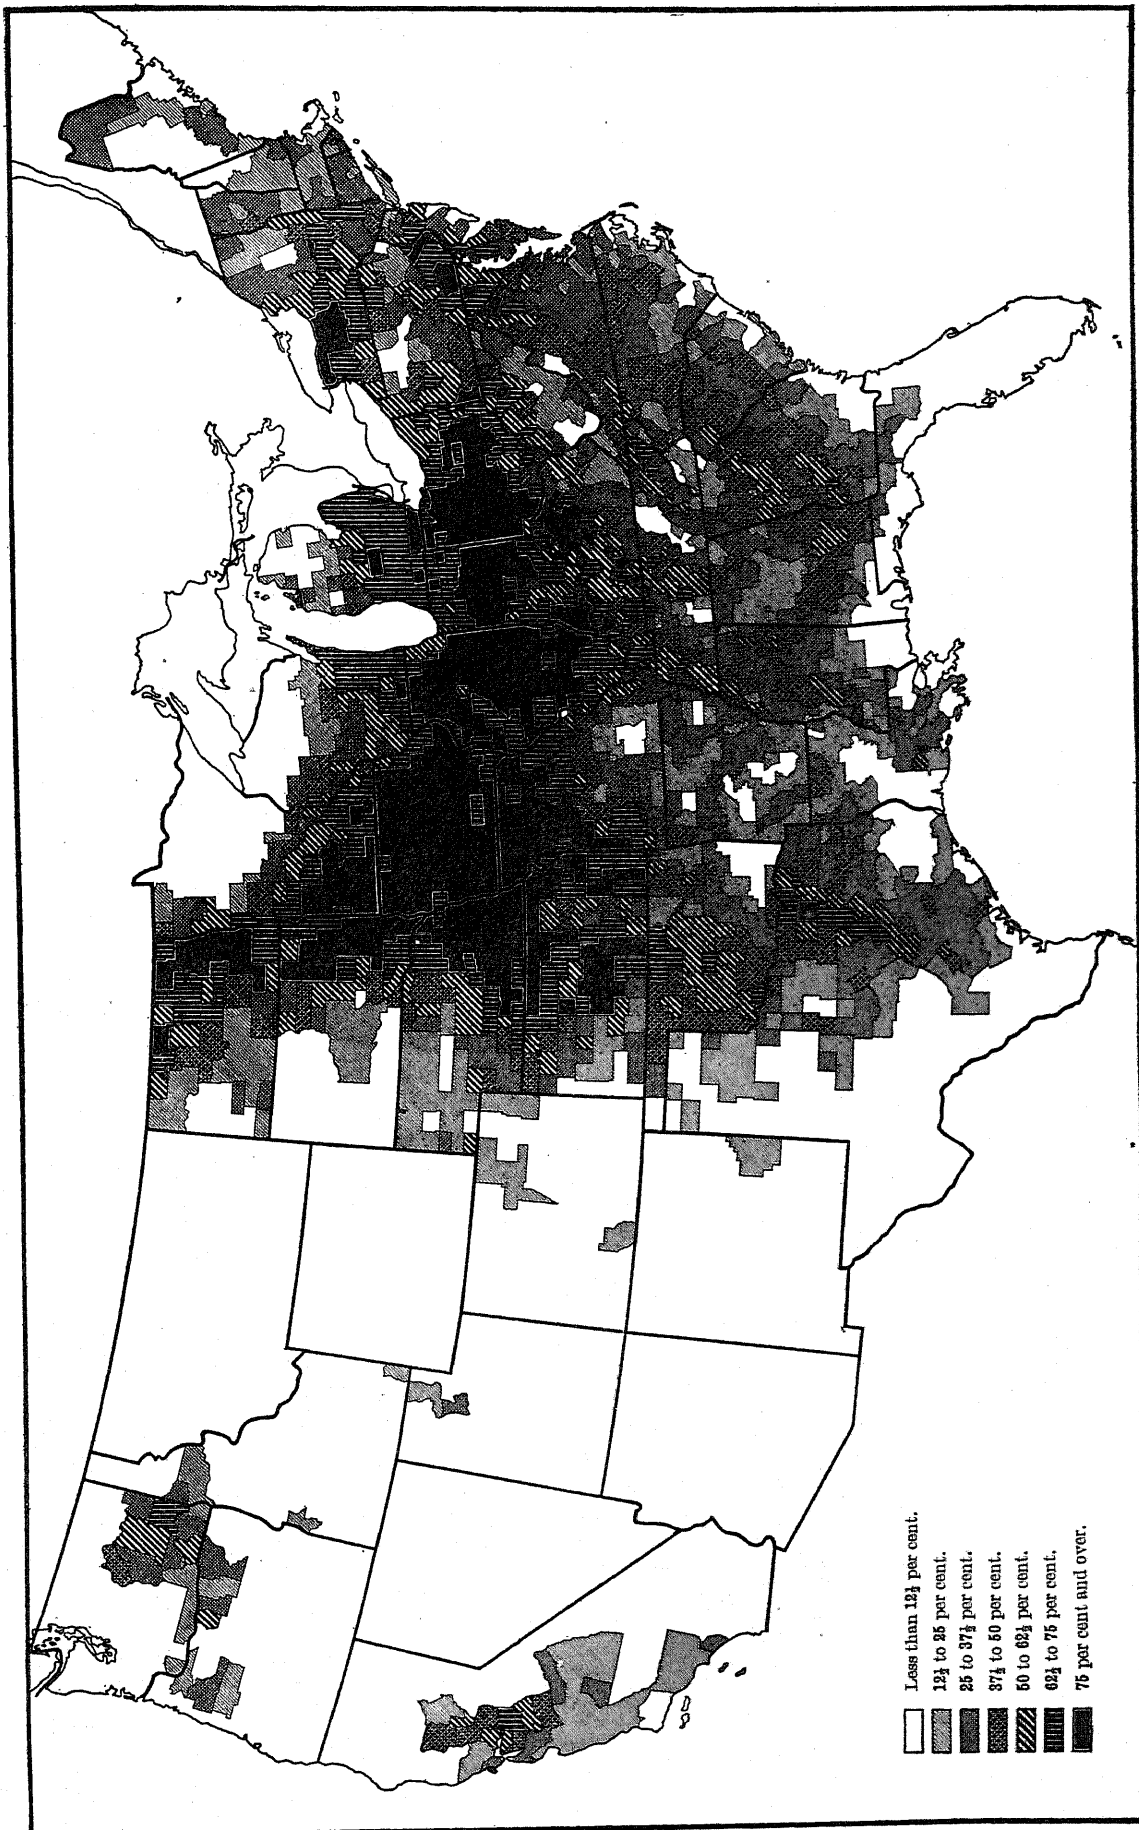 Less than 12½ per cent.
12½ to 25 per cent.
25 to 37½ per cent.
37½ to 50 per cent.
50 to 62½ per cent.
62½ to 75 per cent.
75 per cent and over.